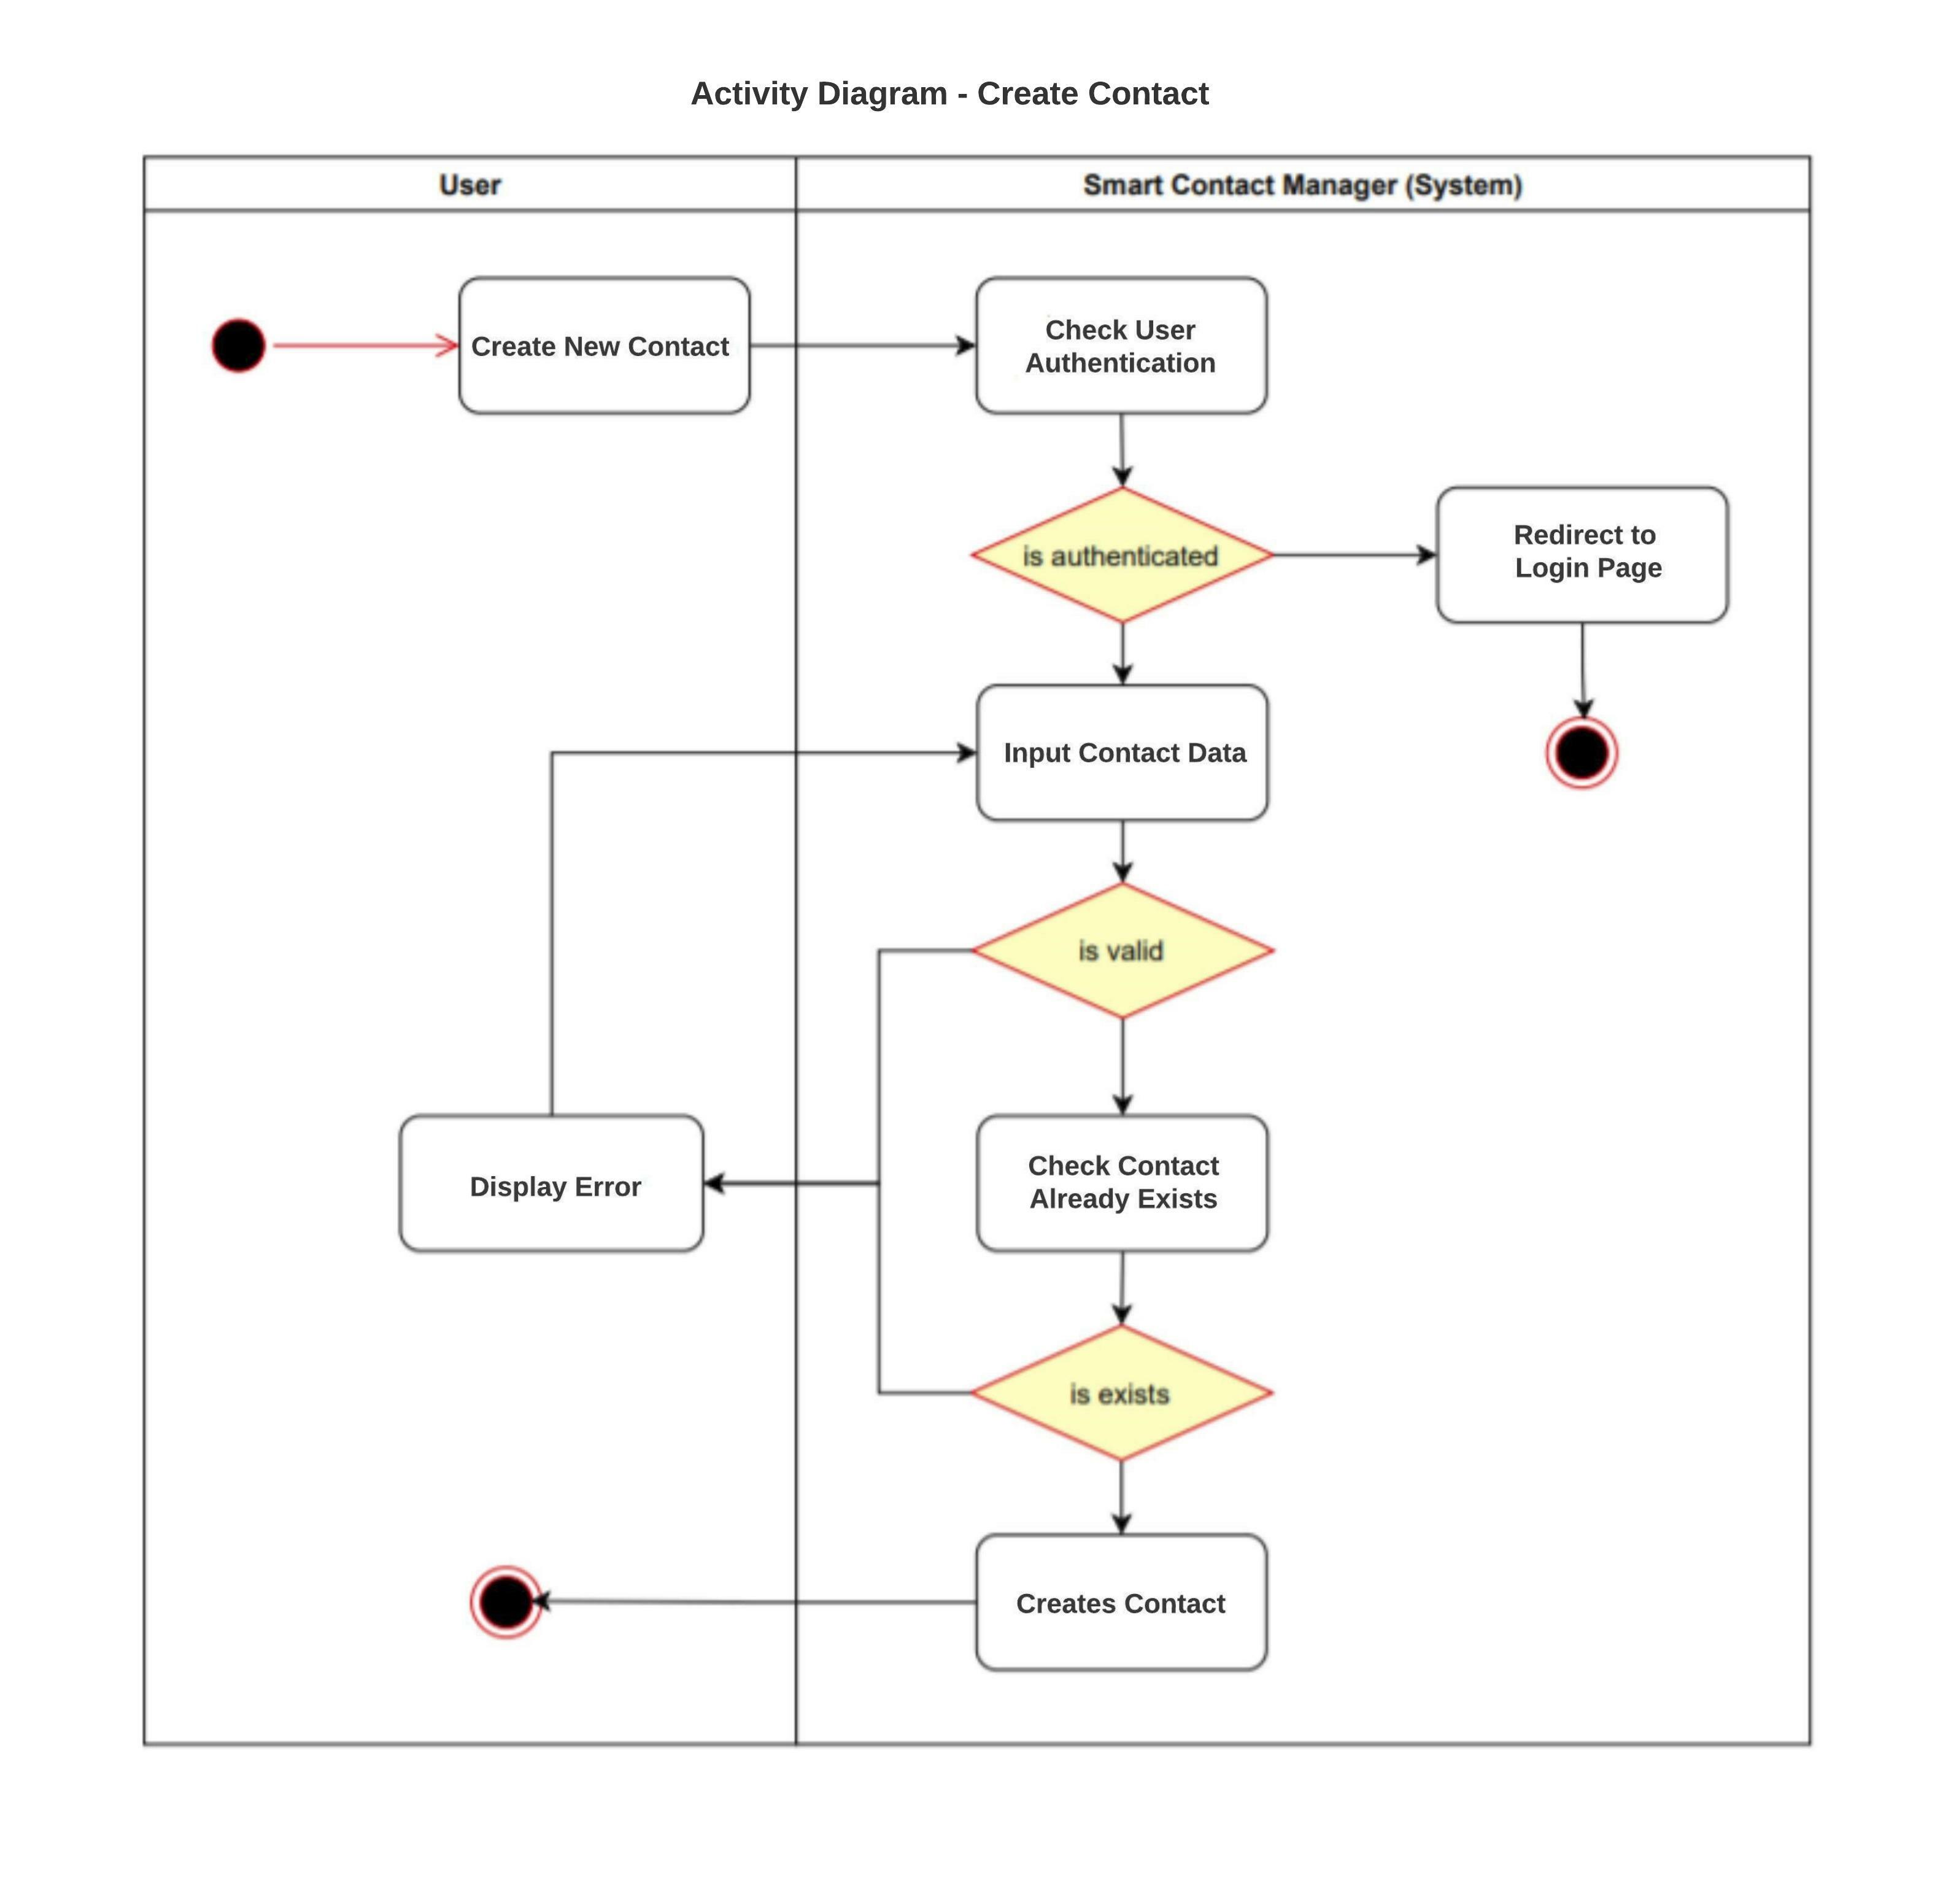 Activity Diagram - Create Contact
User
Smart Contact Manager (System)
Create New Contact
Check User
Authentication
is authenticated
Redirect to
Login Page
Input Contact Data
is valid
Display Error
Check Contact
Already Exists
is exists
Creates Contact